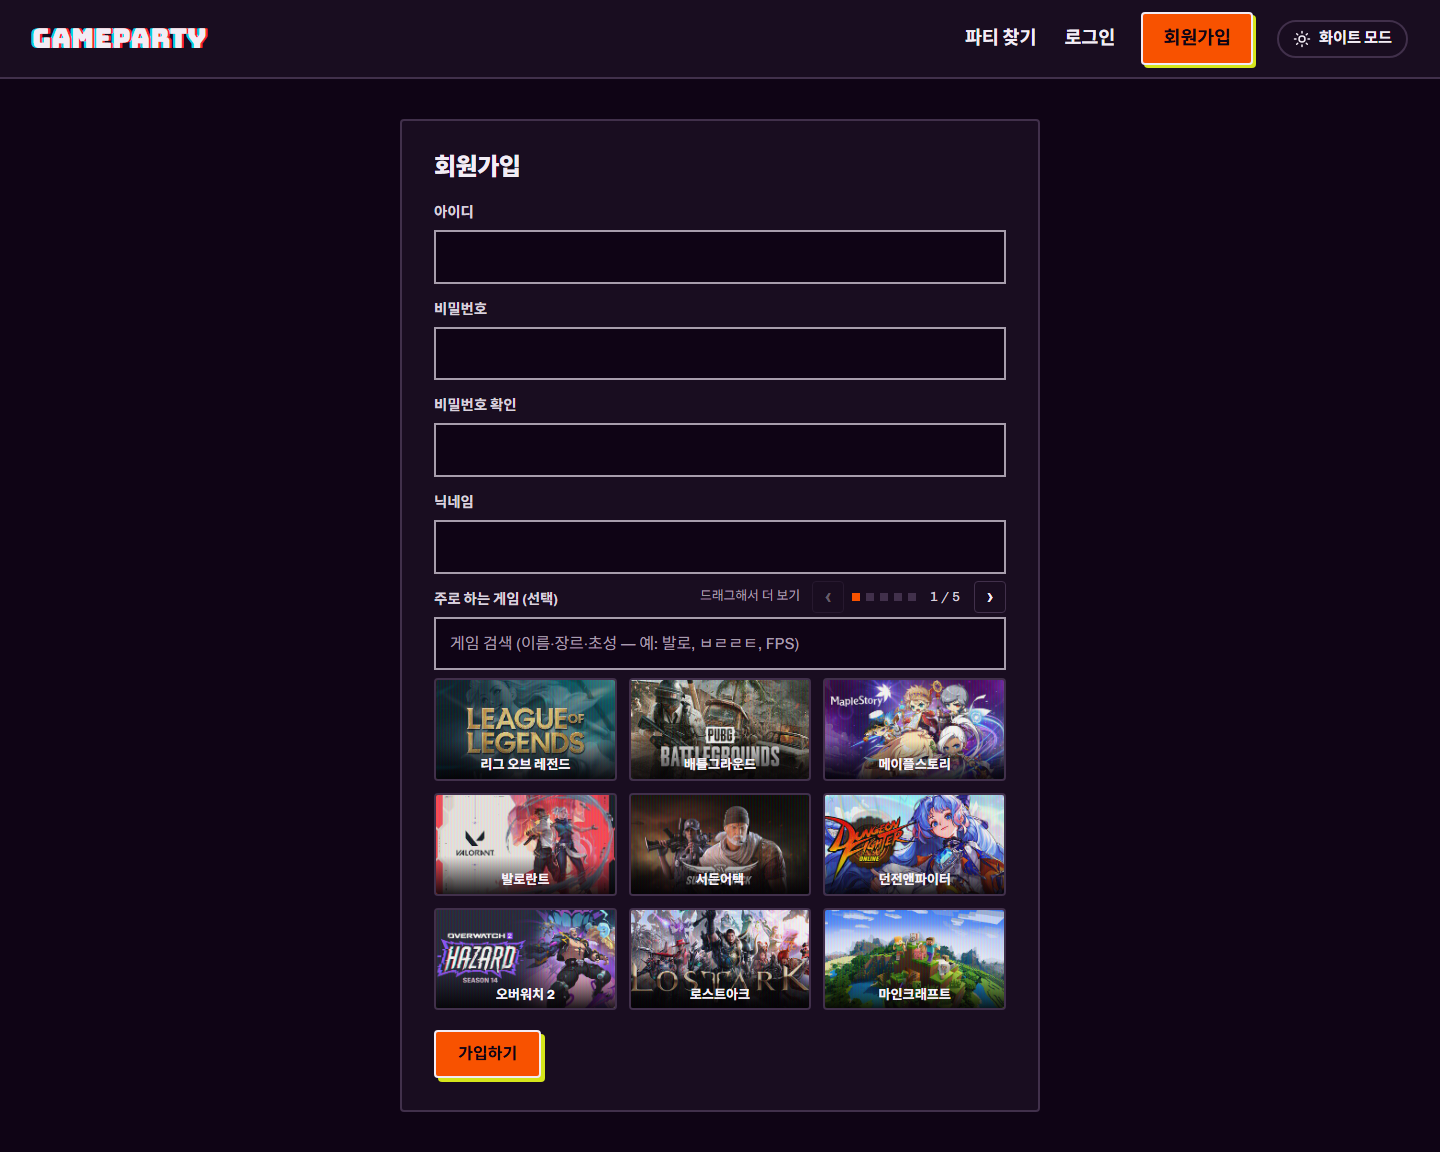 GAMEPARTY
파티 찾기
로그인
회원가입
화이트 모드
회원가입
아이디
비밀번호
비밀번호 확인
닉네임
주로 하는 게임 (선택)
드래그해서 더 보기
1 / 5
게임 검색 (이름·장르·초성 — 예: 발로, ㅂㄹㄹㅌ, FPS)
LEAGUE OF
LEGENDS
리그 오브 레전드
PUBG
BATTLEGROUNDS
배틀그라운드
MapleStory
메이플스토리
VALORANT
발로란트
서든어택
DUNGEON
FIGHTER
ONLINE
던전앤파이터
OVERWATCH 2
HAZARD
SEASON 14
오버워치 2
LOST ARK
로스트아크
마인크래프트
가입하기